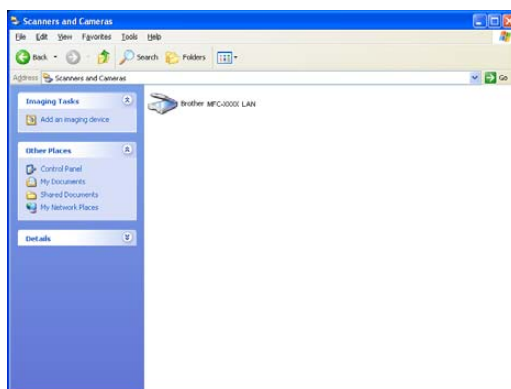 Scanners and Cameras
File Edit View Favorites Tools Help
Back Search Folders
Address Scanners and Cameras Go
Imaging Tasks
Add an imaging device
Other Places
Control Panel
My Documents
Shared Documents
My Network Places
Details
Brother MFC-XXXX LAN